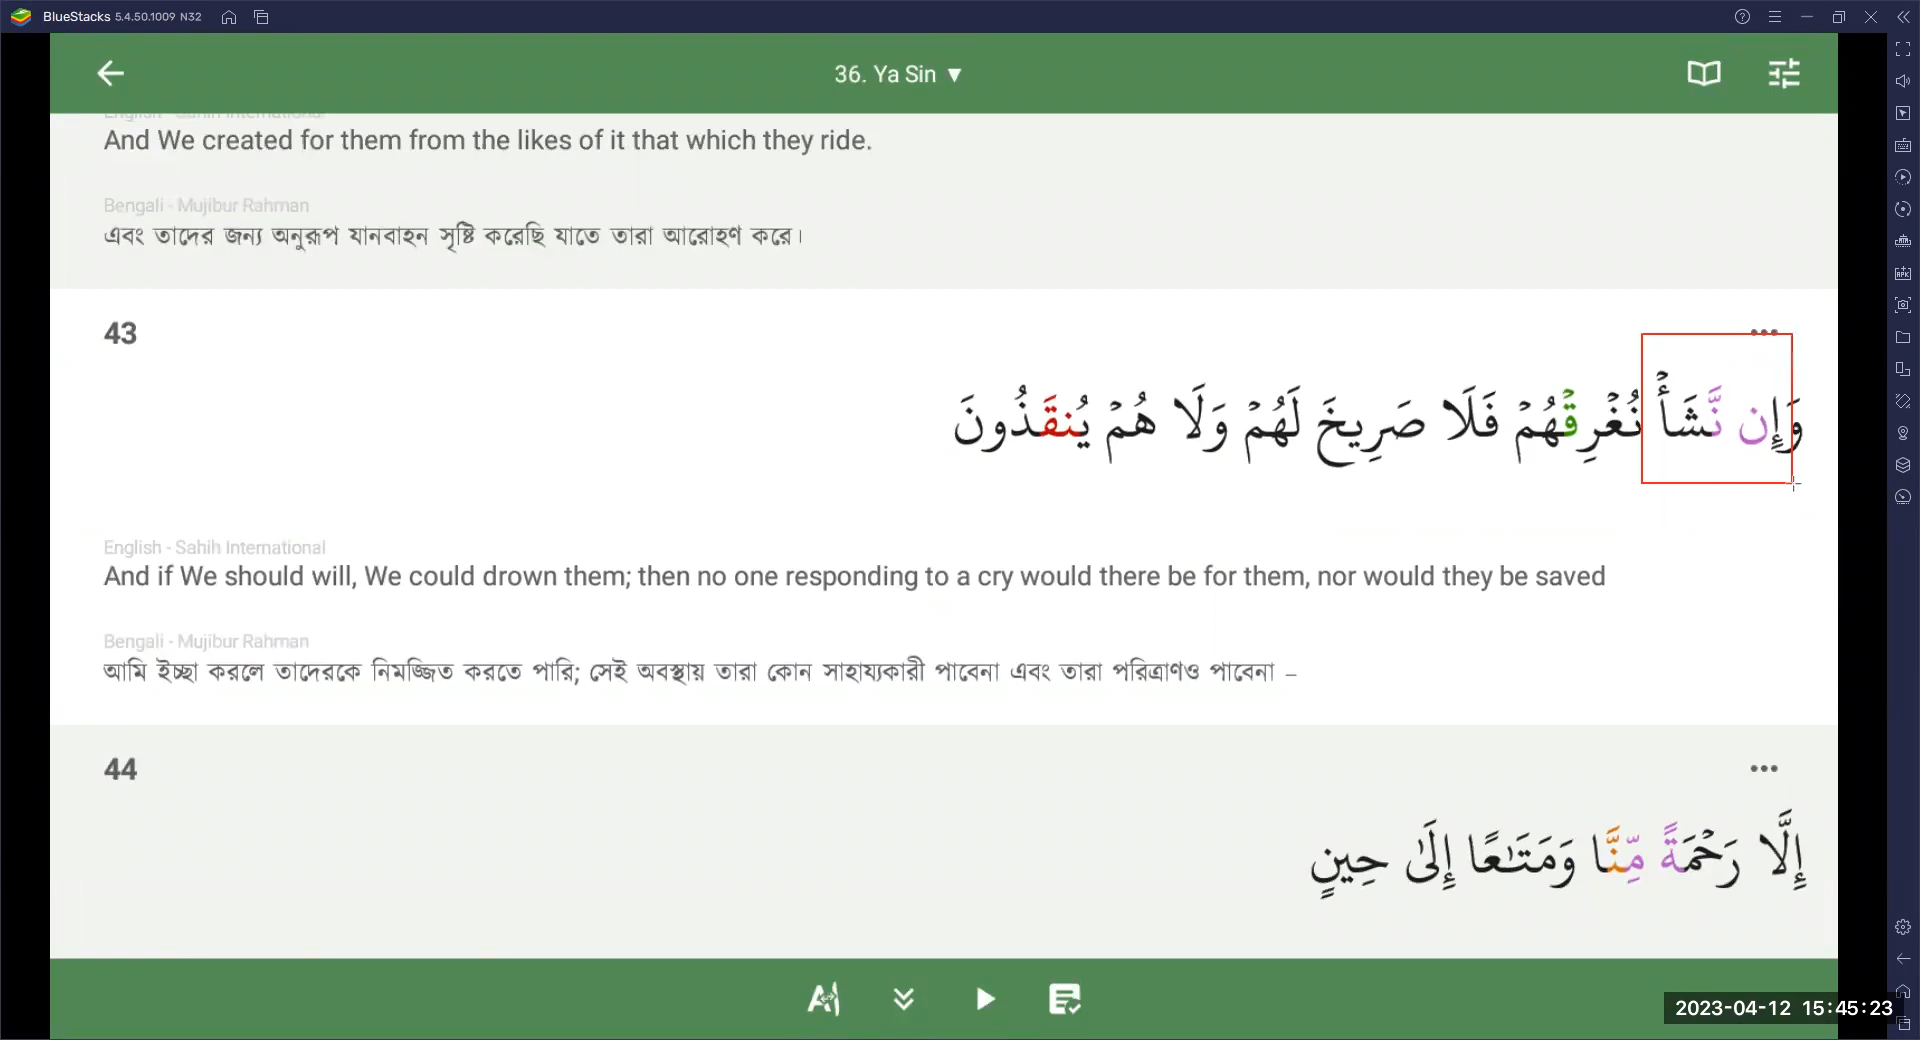 BlueStacks 5.4.50.1009 N32
36. Ya Sin ▼
English - Sahih International
And We created for them from the likes of it that which they ride.
Bengali - Mujibur Rahman
এবং তাদের জন্য অনুরূপ যানবাহন সৃষ্টি করেছি যাতে তারা আরোহণ করে।
43
وَإِن نَّشَأْ نُغْرِقْهُمْ فَلَا صَرِيخَ لَهُمْ وَلَا هُمْ يُنقَذُونَ
English - Sahih International
And if We should will, We could drown them; then no one responding to a cry would there be for them, nor would they be saved
Bengali - Mujibur Rahman
আমি ইচ্ছা করলে তাদেরকে নিমজ্জিত করতে পারি; সেই অবস্থায় তারা কোন সাহায্যকারী পাবেনা এবং তারা পরিত্রাণও পাবেনা –
44
إِلَّا رَحْمَةً مِّنَّا وَمَتَـٰعًا إِلَىٰ حِينٍ
2023-04-12 15:45:23